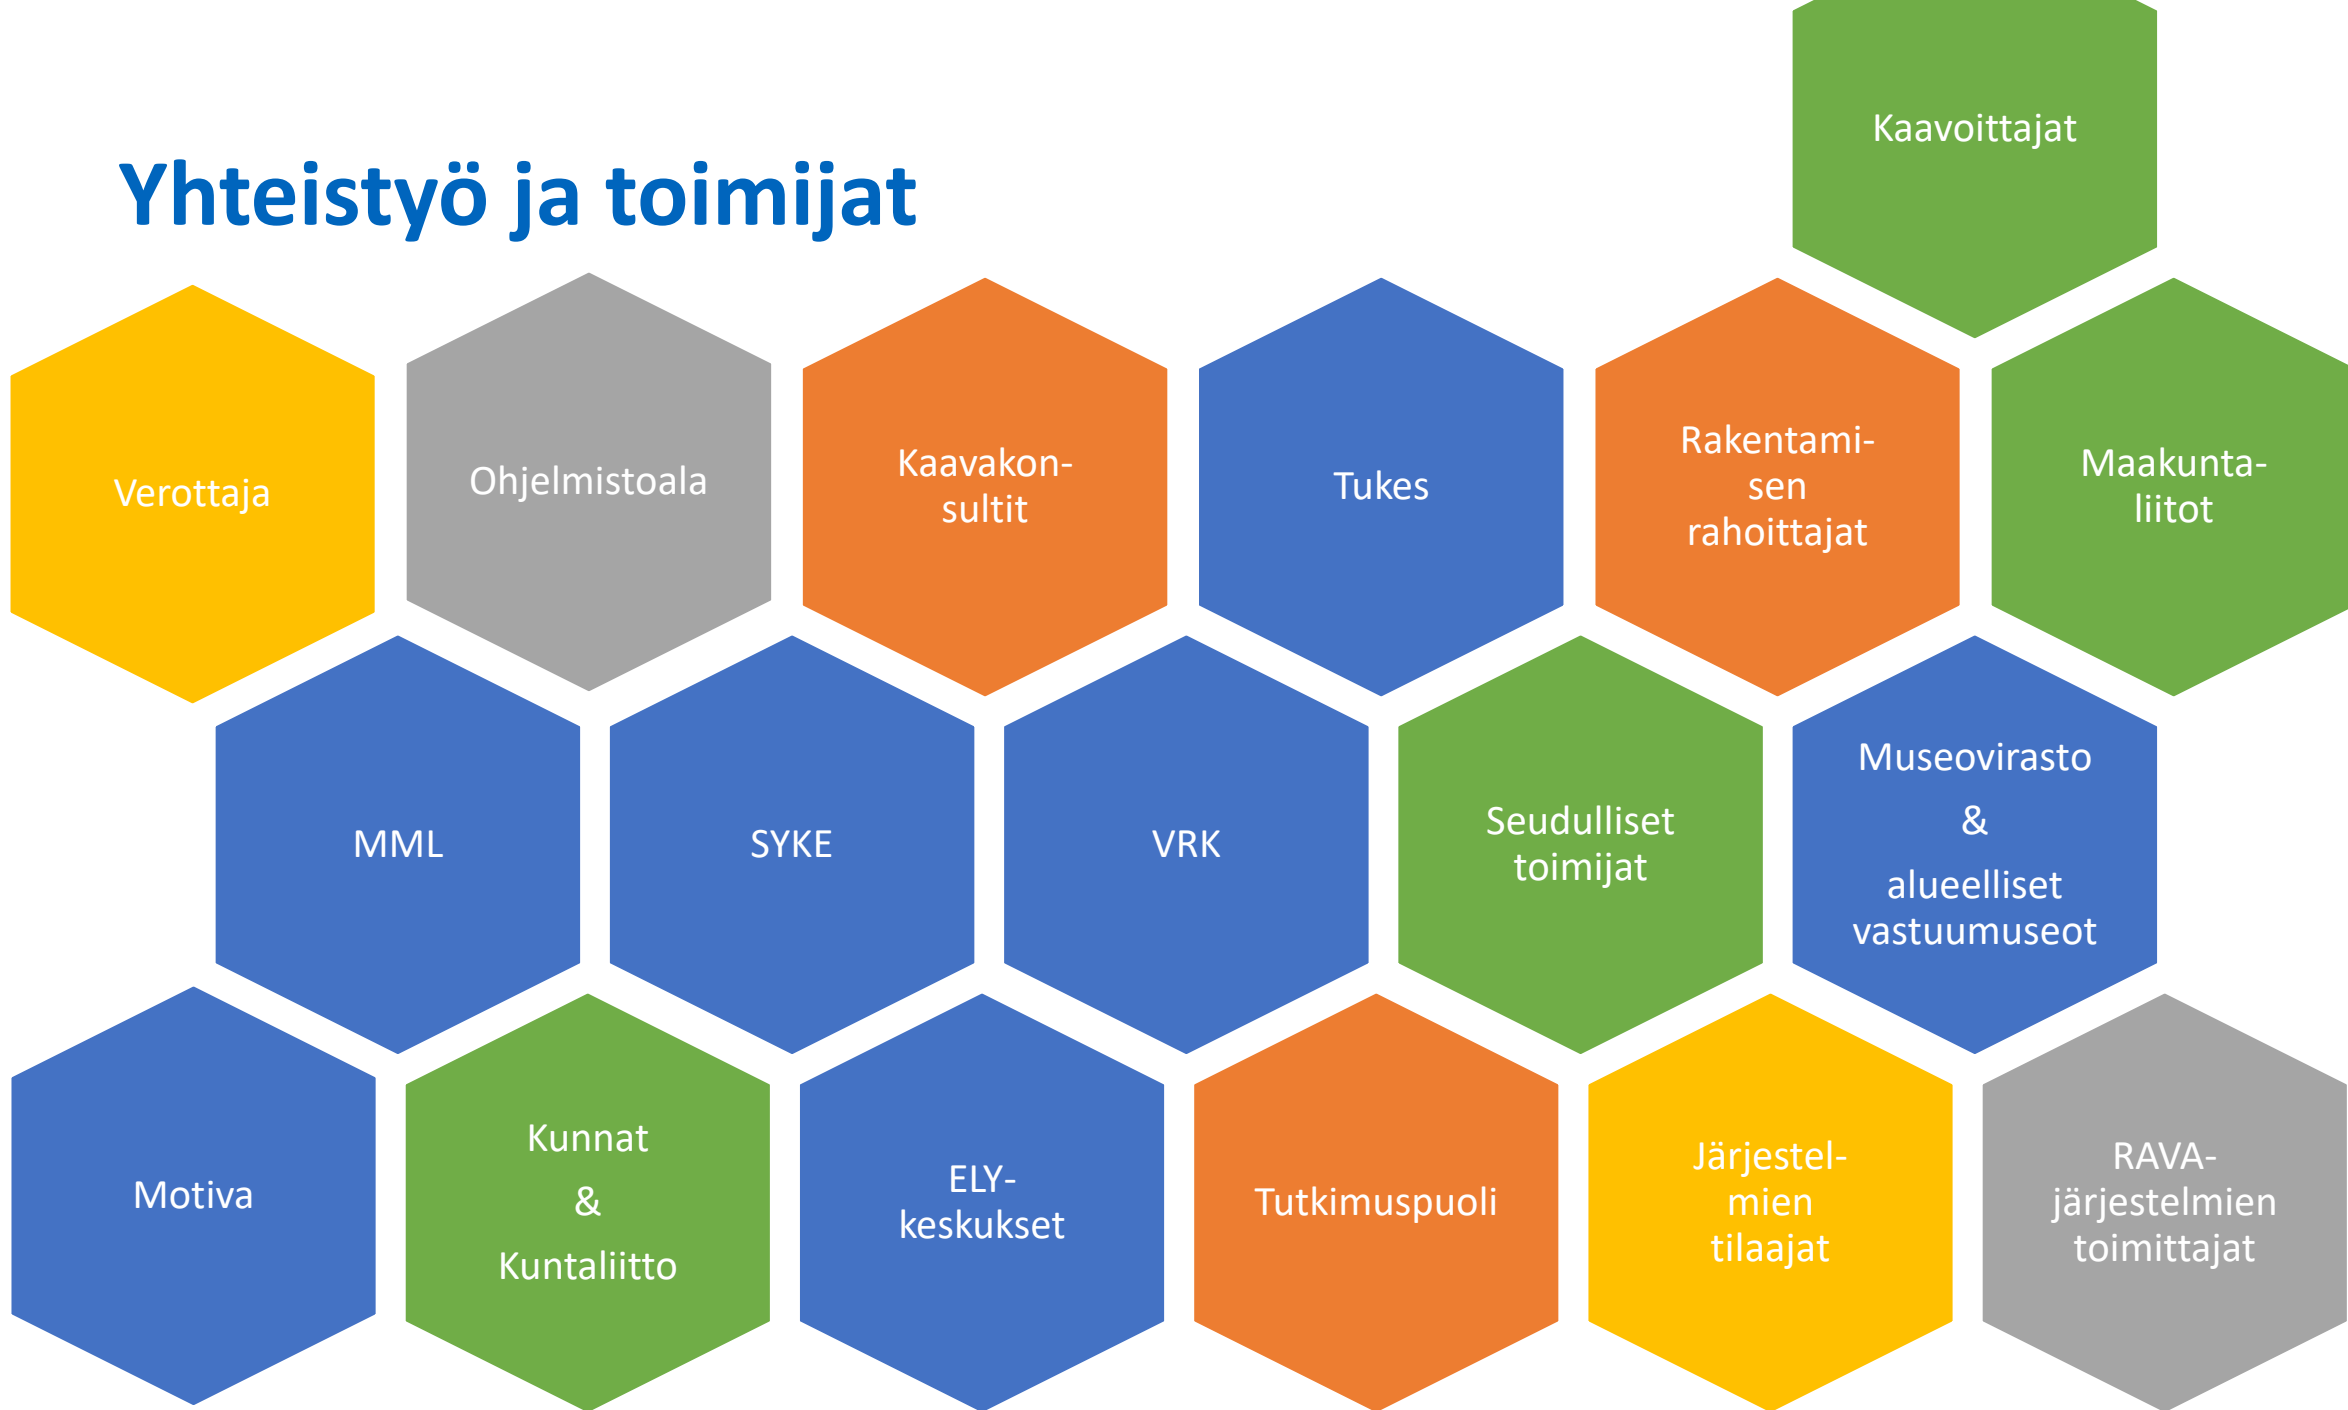 Yhteistyö ja toimijat
Kaavoittajat
Verottaja
Ohjelmistoala
Kaavakon-
sultit
Tukes
Rakentami-
sen
rahoittajat
Maakunta-
liitot
MML
SYKE
VRK
Seudulliset
toimijat
Museovirasto
&
alueelliset
vastuumuseot
Motiva
Kunnat
&
Kuntaliitto
ELY-
keskukset
Tutkimuspuoli
Järjestel-
mien
tilaajat
RAVA-
järjestelmien
toimittajat